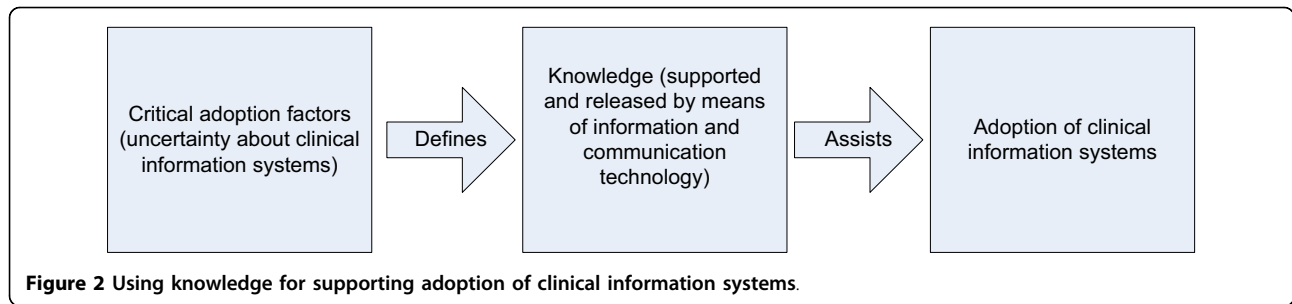 Critical adoption factors
(uncertainty about clinical
information systems)
Defines
Knowledge (supported
and released by means
of information and
communication
technology)
Assists
Adoption of clinical
information systems
Figure 2 Using knowledge for supporting adoption of clinical information systems.